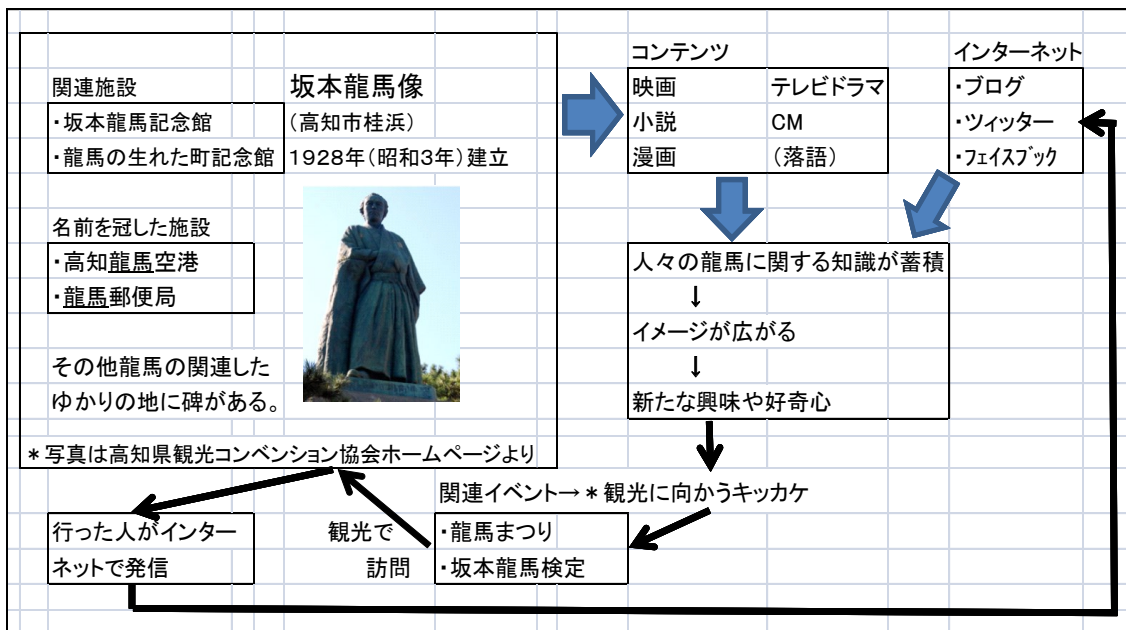 関連施設
・坂本龍馬記念館
・龍馬の生れた町記念館
坂本龍馬像
(高知市桂浜)
1928年(昭和3年)建立
名前を冠した施設
・高知龍馬空港
・龍馬郵便局
その他龍馬の関連した
ゆかりの地に碑がある。
*写真は高知県観光コンベンション協会ホームページより
コンテンツ
映画 テレビドラマ
小説 CM
漫画 (落語)
インターネット
・ブログ
・ツィッター
・フェイスブック
人々の龍馬に関する知識が蓄積
↓
イメージが広がる
↓
新たな興味や好奇心
関連イベント→*観光に向かうキッカケ
・龍馬まつり
・坂本龍馬検定
観光で
訪問
行った人がインター
ネットで発信